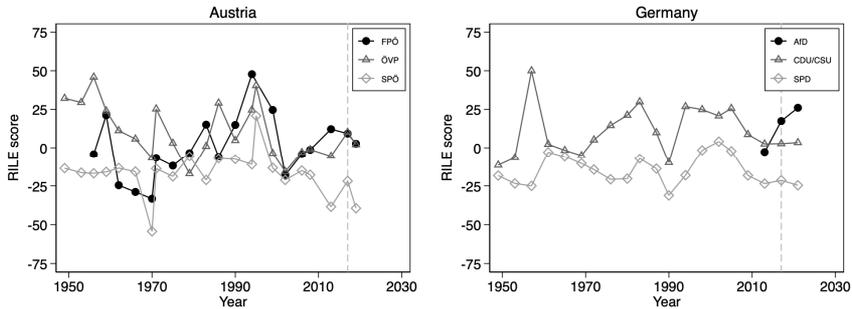 Austria
RILE score
75
50
25
0
-25
-50
-75
1950
1970
1990
2010
2030
Year
FPÖ
ÖVP
SPÖ
Germany
RILE score
75
50
25
0
-25
-50
-75
1950
1970
1990
2010
2030
Year
AfD
CDU/CSU
SPD